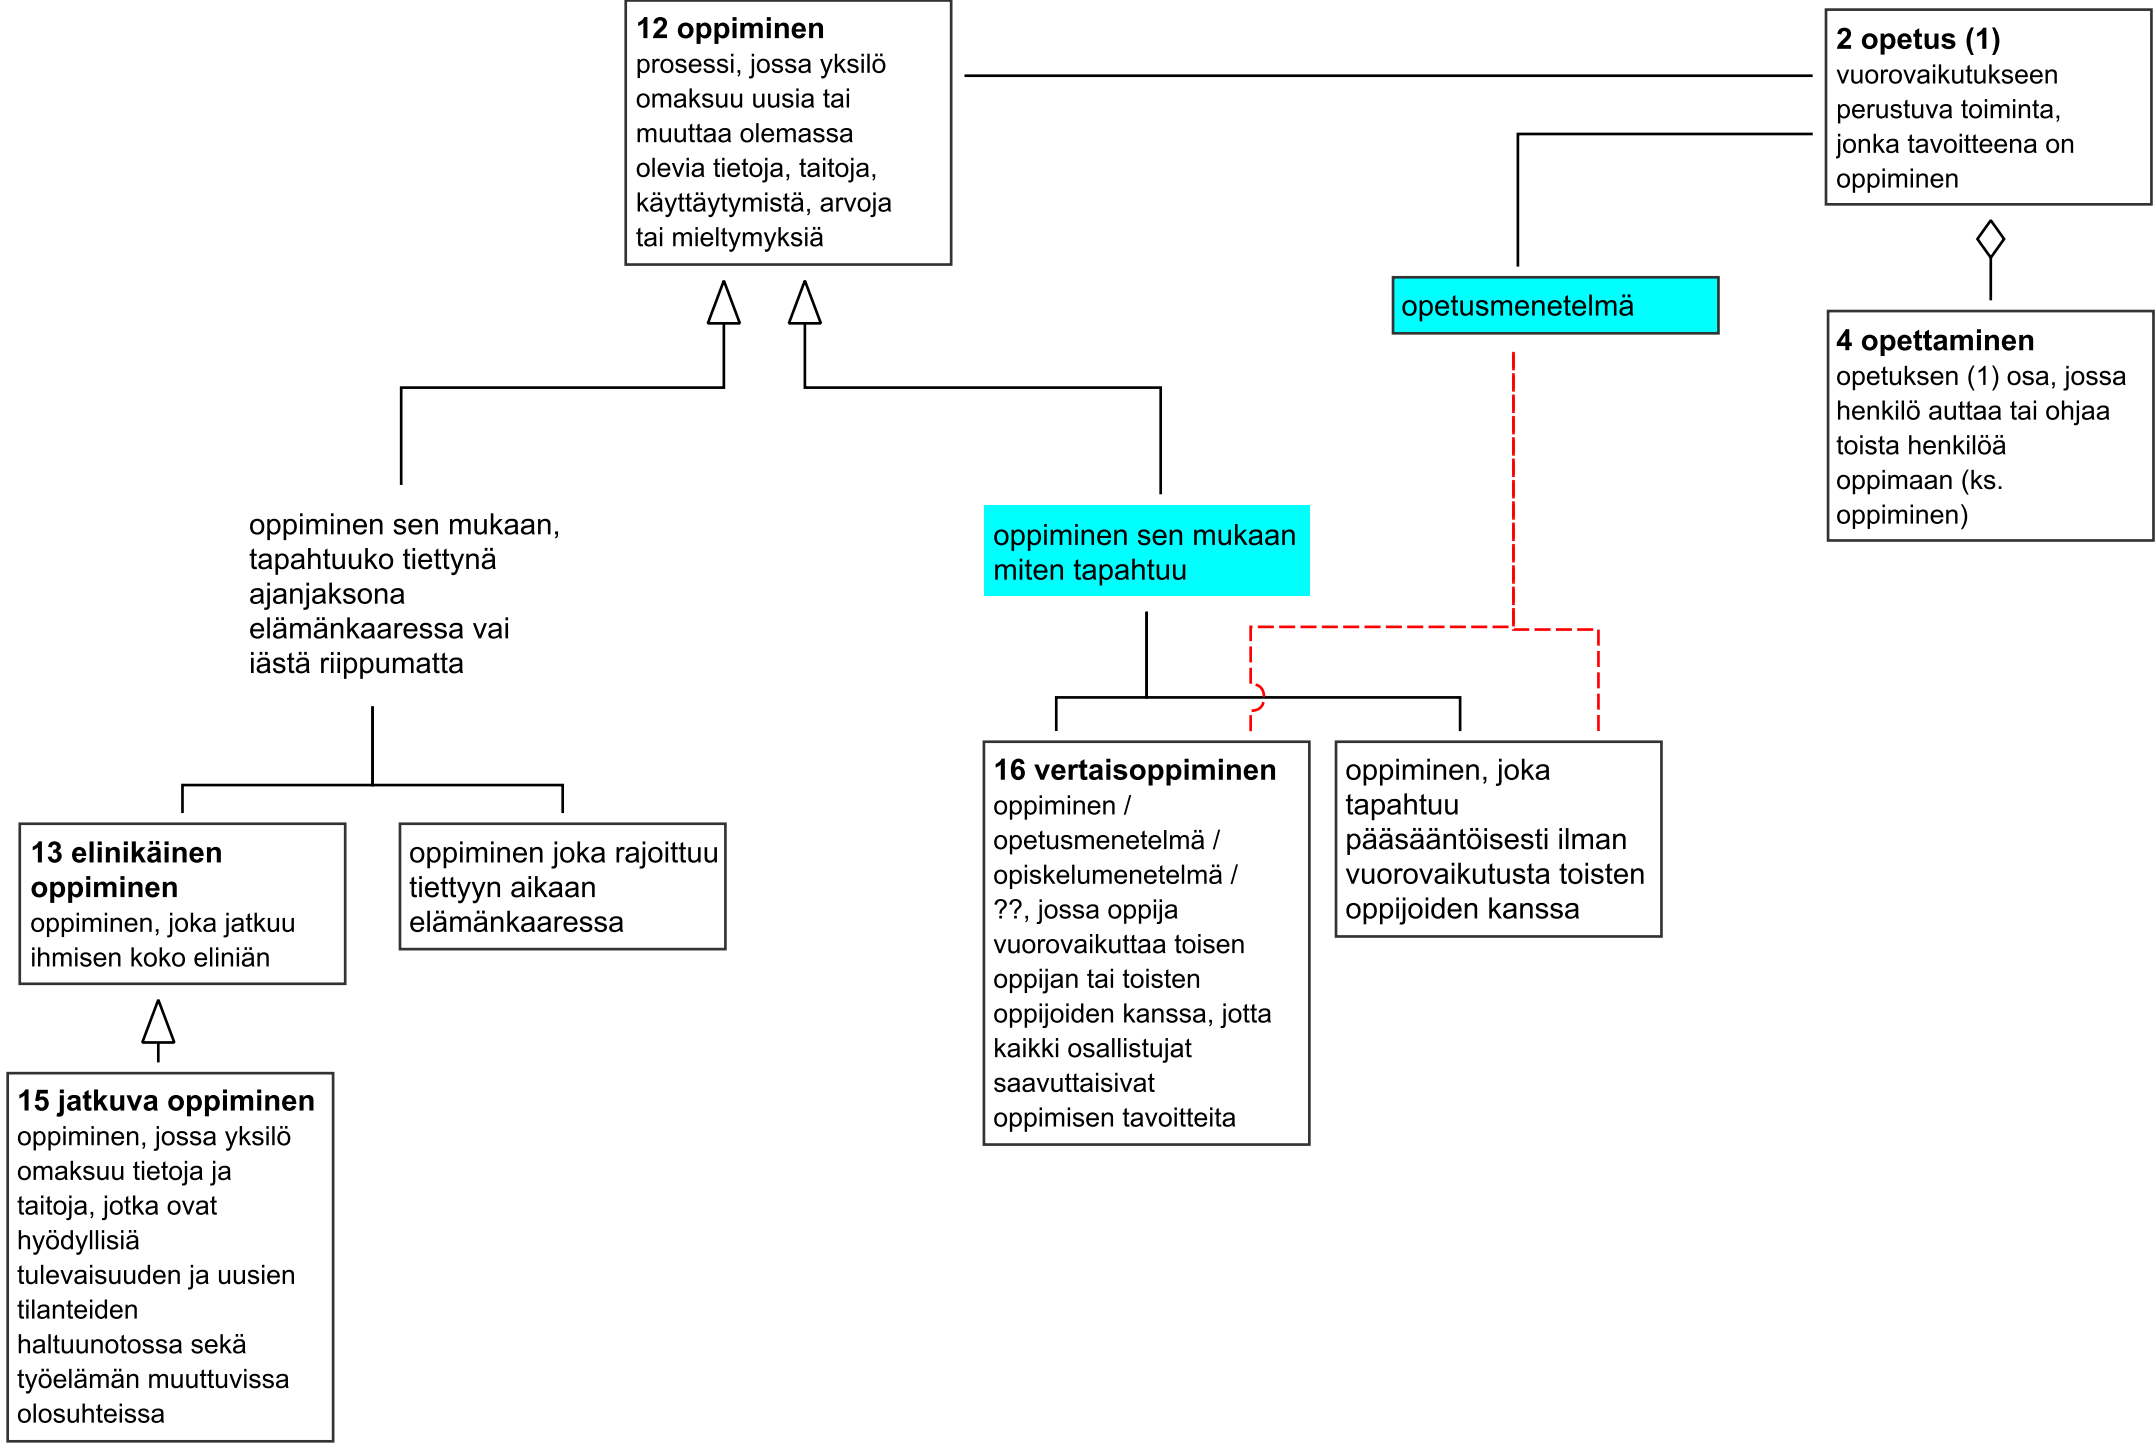 12 oppiminen
prosessi, jossa yksilö
omaksuu uusia tai
muuttaa olemassa
olevia tietoja, taitoja,
käyttäytymistä, arvoja
tai mieltymyksiä
2 opetus (1)
vuorovaikutukseen
perustuva toiminta,
jonka tavoitteena on
oppiminen
opetusmenetelmä
4 opettaminen
opetuksen (1) osa, jossa
henkilö auttaa tai ohjaa
toista henkilöä
oppimaan (ks.
oppiminen)
oppiminen sen mukaan,
tapahtuuko tiettynä
ajanjaksona
elämänkaaressa vai
iästä riippumatta
oppiminen sen mukaan
miten tapahtuu
13 elinikäinen
oppiminen
oppiminen, joka jatkuu
ihmisen koko eliniän
oppiminen joka rajoittuu
tiettyyn aikaan
elämänkaaressa
16 vertaisoppiminen
oppiminen /
opetusmenetelmä /
opiskelumenetelmä /
??, jossa oppija
vuorovaikuttaa toisen
oppijan tai toisten
oppijoiden kanssa, jotta
kaikki osallistujat
saavuttaisivat
oppimisen tavoitteita
oppiminen, joka
tapahtuu
pääsääntöisesti ilman
vuorovaikutusta toisten
oppijoiden kanssa
15 jatkuva oppiminen
oppiminen, jossa yksilö
omaksuu tietoja ja
taitoja, jotka ovat
hyödyllisiä
tulevaisuuden ja uusien
tilanteiden
haltuunotossa sekä
työelämän muuttuvissa
olosuhteissa